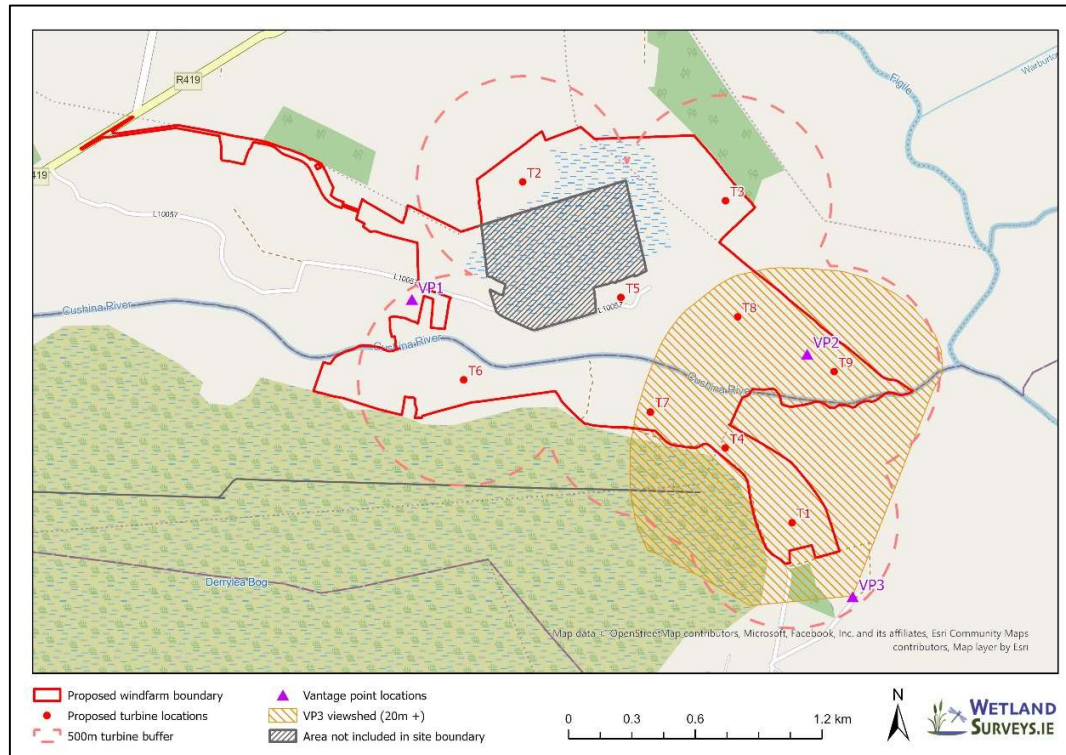 R419
Figile
Warburto
419
T2
T3
L10057
L1005
VP1
T5
L10057
T8
Cushina River
VP2
Cushina River
T6
T9
Cushina River
T7
T4
T1
Derrylea Bog
VP3
Map data © OpenStreetMap contributors, Microsoft, Facebook, Inc. and its affiliates, Esri Community Maps
contributors, Map layer by Esri
Proposed windfarm boundary
Proposed turbine locations
500m turbine buffer
Vantage point locations
VP3 viewshed (20m +)
Area not included in site boundary
0 0.3 0.6 1.2 km
N
WETLAND
SURVEYS.IE